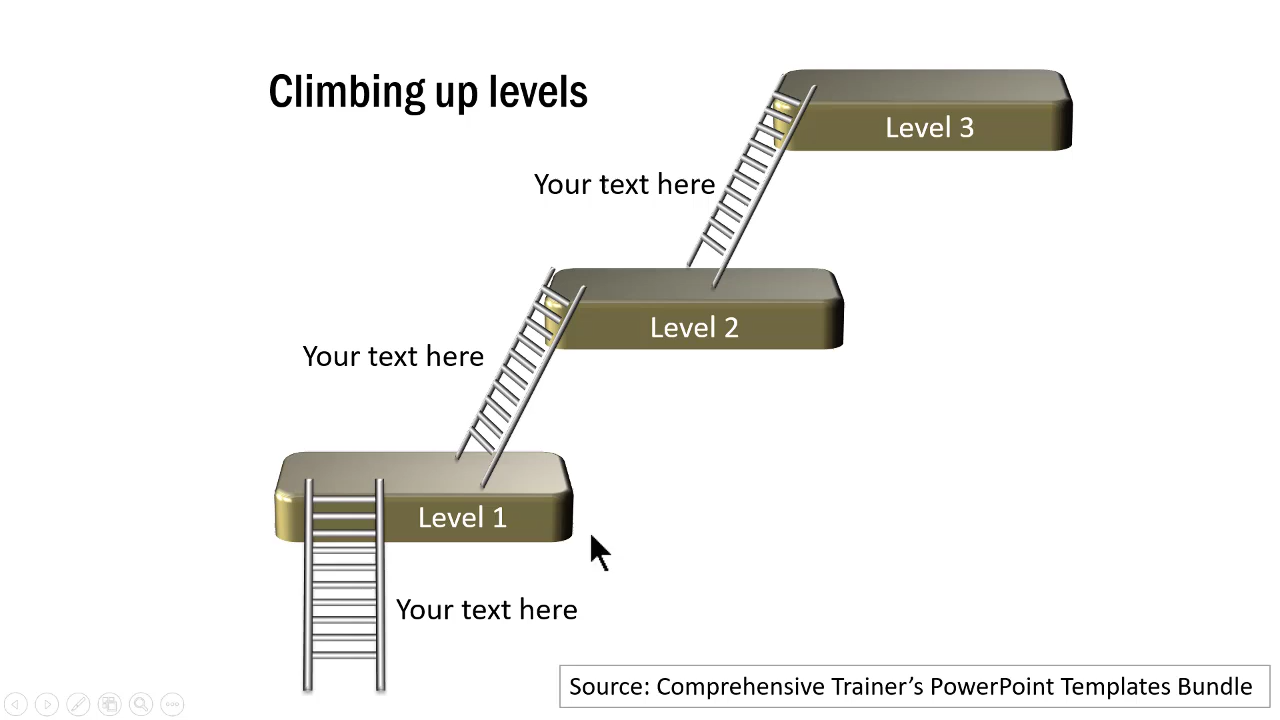 Climbing up levels
Level 3
Your text here
Level 2
Your text here
Level 1
Your text here
Source: Comprehensive Trainer’s PowerPoint Templates Bundle